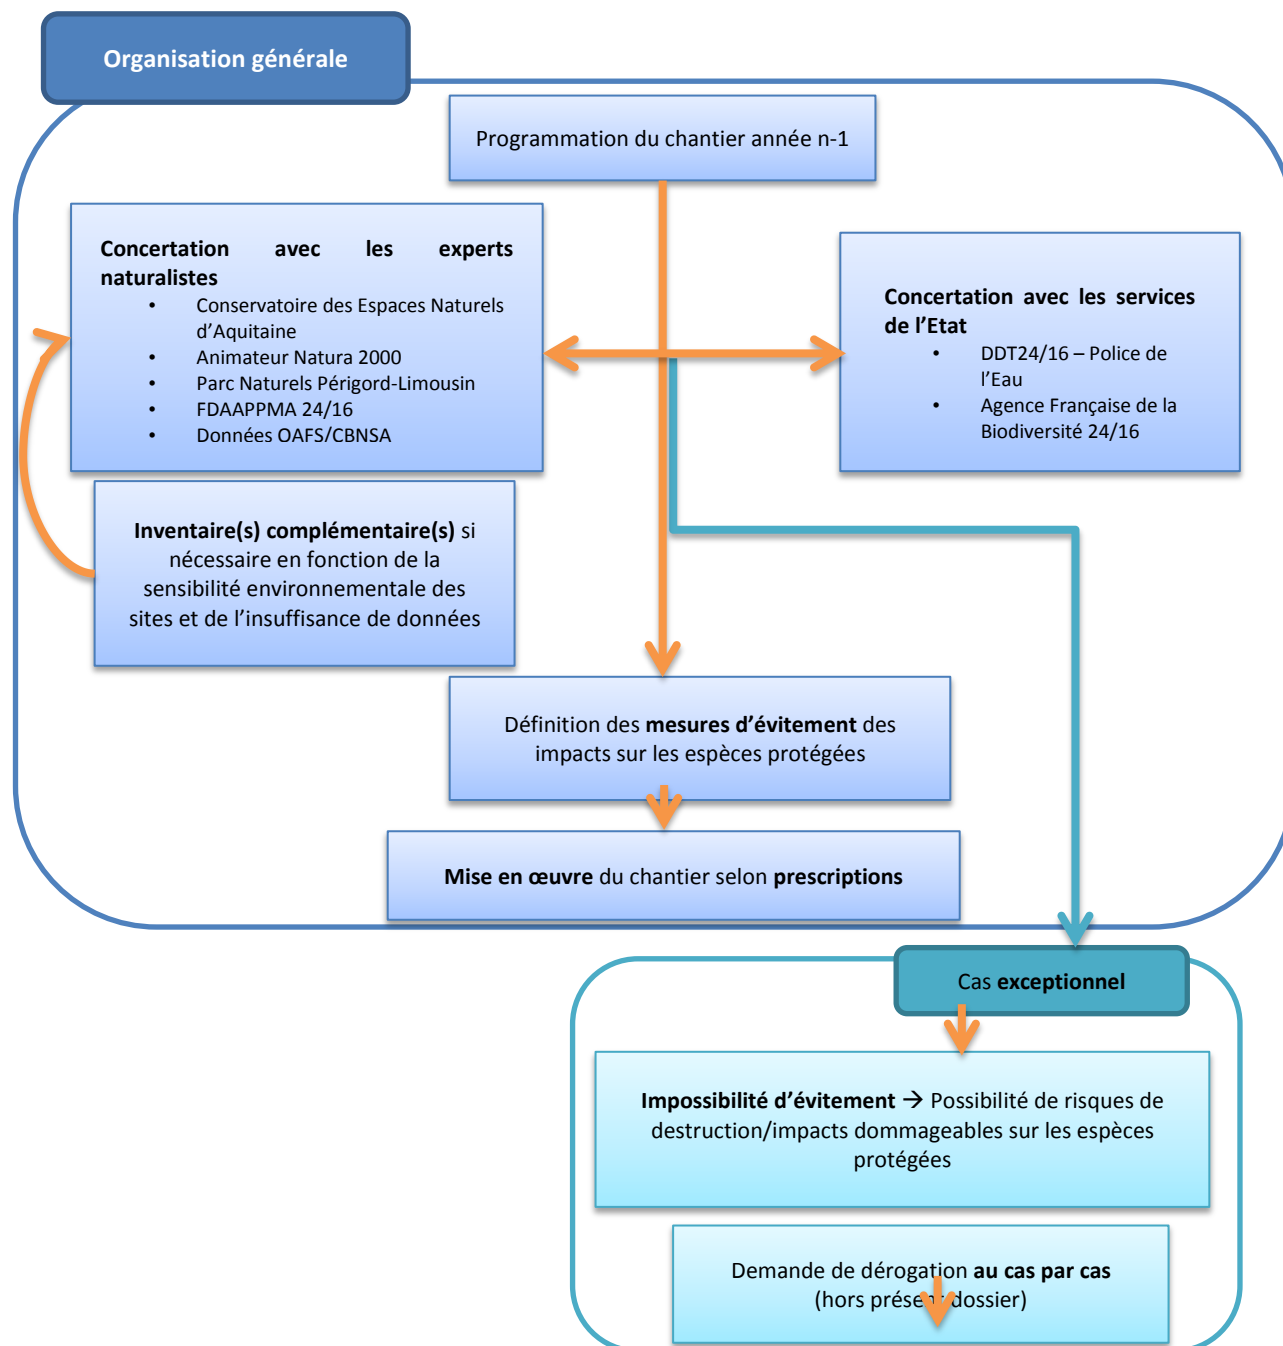 Organisation générale
Programmation du chantier année n-1
Concertation avec les experts
naturalistes
• Conservatoire des Espaces Naturels
d’Aquitaine
• Animateur Natura 2000
• Parc Naturels Périgord-Limousin
• FDAAPPMA 24/16
• Données OAFS/CBNSA
Concertation avec les services
de l’Etat
• DDT24/16 – Police de
l’Eau
• Agence Française de la
Biodiversité 24/16
Inventaire(s) complémentaire(s) si
nécessaire en fonction de la
sensibilité environnementale des
sites et de l’insuffisance de données
Définition des mesures d’évitement des
impacts sur les espèces protégées
Mise en œuvre du chantier selon prescriptions
Cas exceptionnel
Impossibilité d’évitement → Possibilité de risques de
destruction/impacts dommageables sur les espèces
protégées
Demande de dérogation au cas par cas
(hors présent dossier)